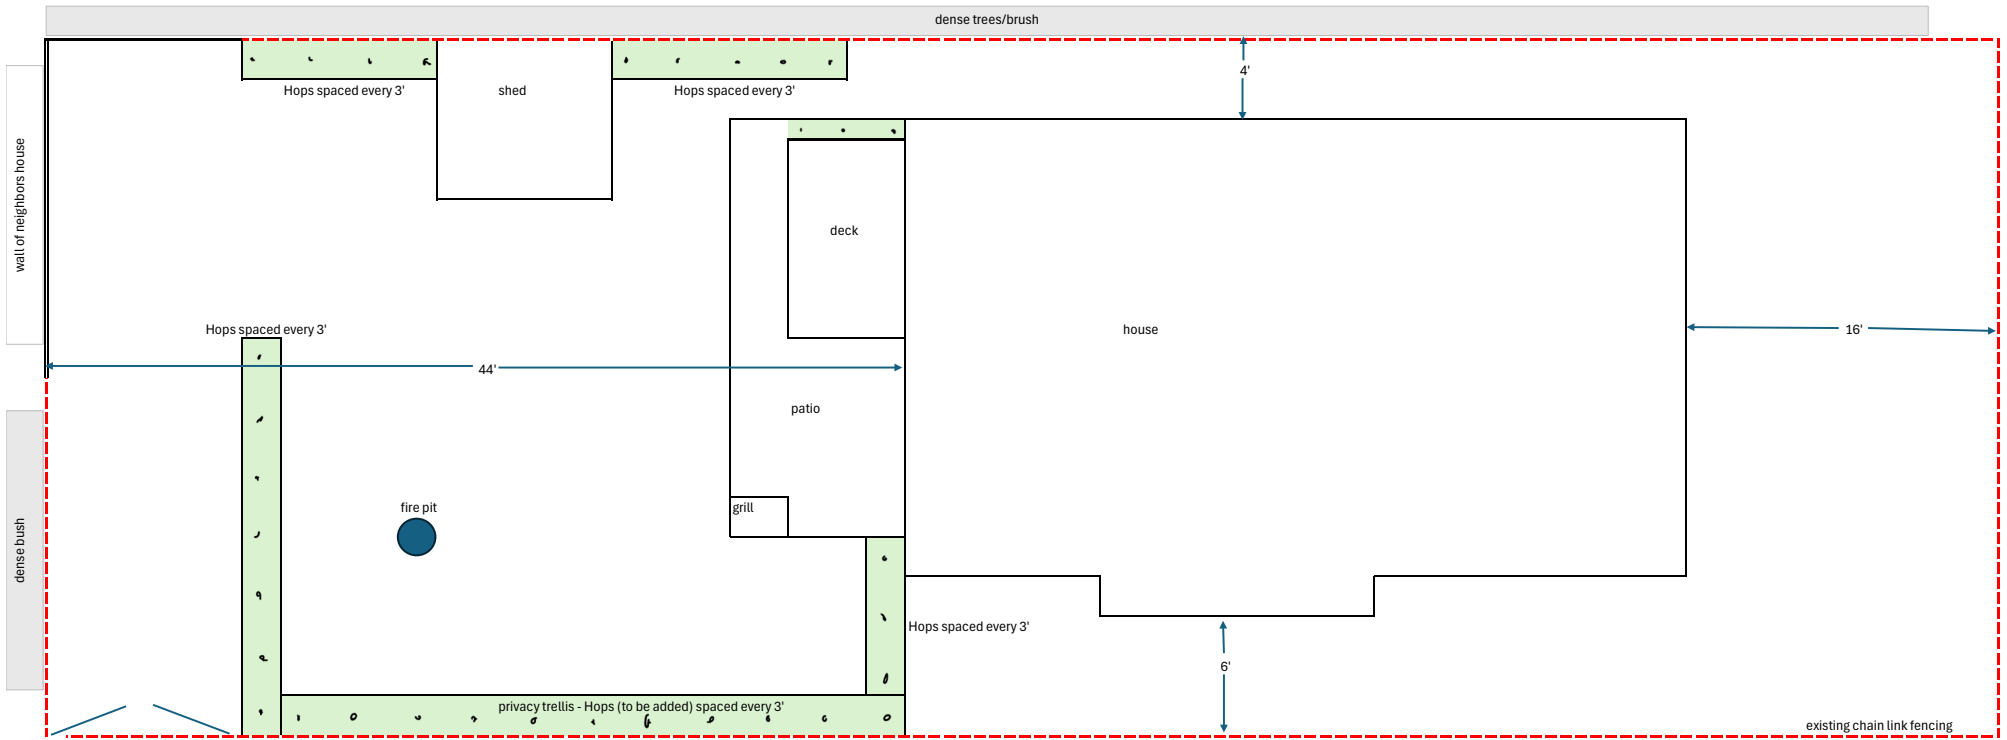 dense trees/brush
4'
Hops spaced every 3'
shed
Hops spaced every 3'
wall of neighbors house
deck
Hops spaced every 3'
house
16'
44'
patio
fire pit
grill
dense bush
Hops spaced every 3'
6'
privacy trellis - Hops (to be added) spaced every 3'
existing chain link fencing